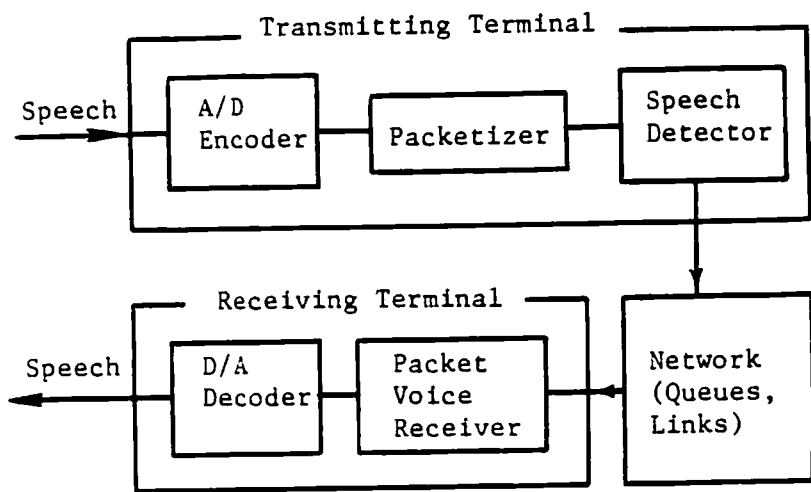 Transmitting Terminal
Speech
A/D
Encoder
Packetizer
Speech
Detector
Receiving Terminal
Speech
D/A
Decoder
Packet
Voice
Receiver
Network
(Queues,
Links)